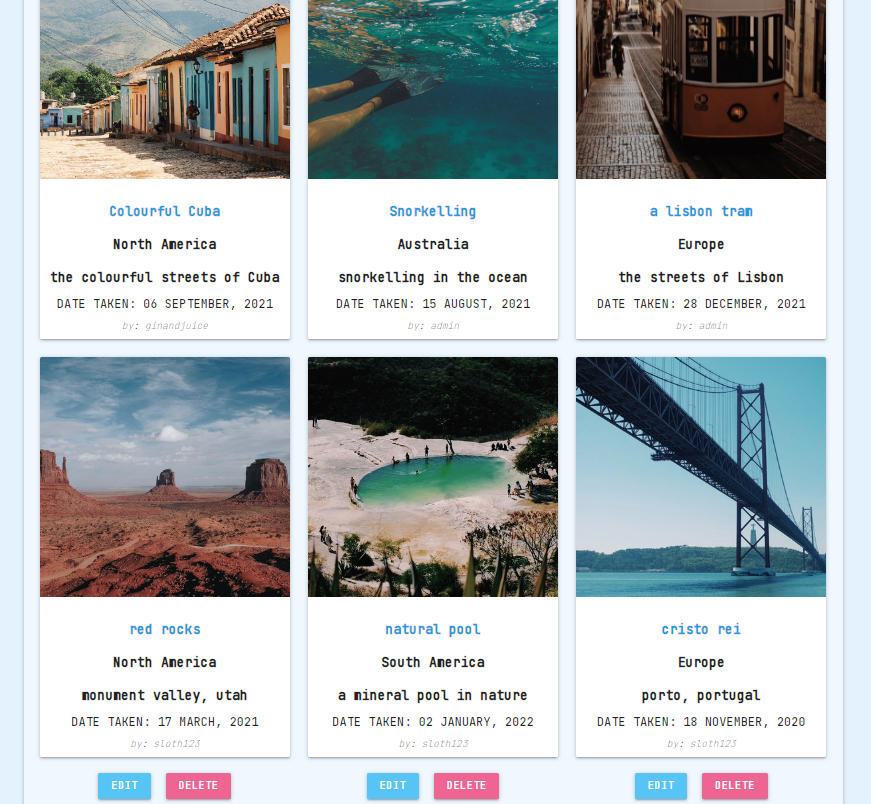 Colourful Cuba
North America
the colourful streets of Cuba
DATE TAKEN: 06 SEPTEMBER, 2021
by: ginandjuice
Snorkelling
Australia
snorkelling in the ocean
DATE TAKEN: 15 AUGUST, 2021
by: admin
a lisbon tram
Europe
the streets of Lisbon
DATE TAKEN: 28 DECEMBER, 2021
by: admin
red rocks
North America
monument valley, utah
DATE TAKEN: 17 MARCH, 2021
by: sloth123
EDIT DELETE
natural pool
South America
a mineral pool in nature
DATE TAKEN: 02 JANUARY, 2022
by: sloth123
EDIT DELETE
cristo rei
Europe
porto, portugal
DATE TAKEN: 18 NOVEMBER, 2020
by: sloth123
EDIT DELETE